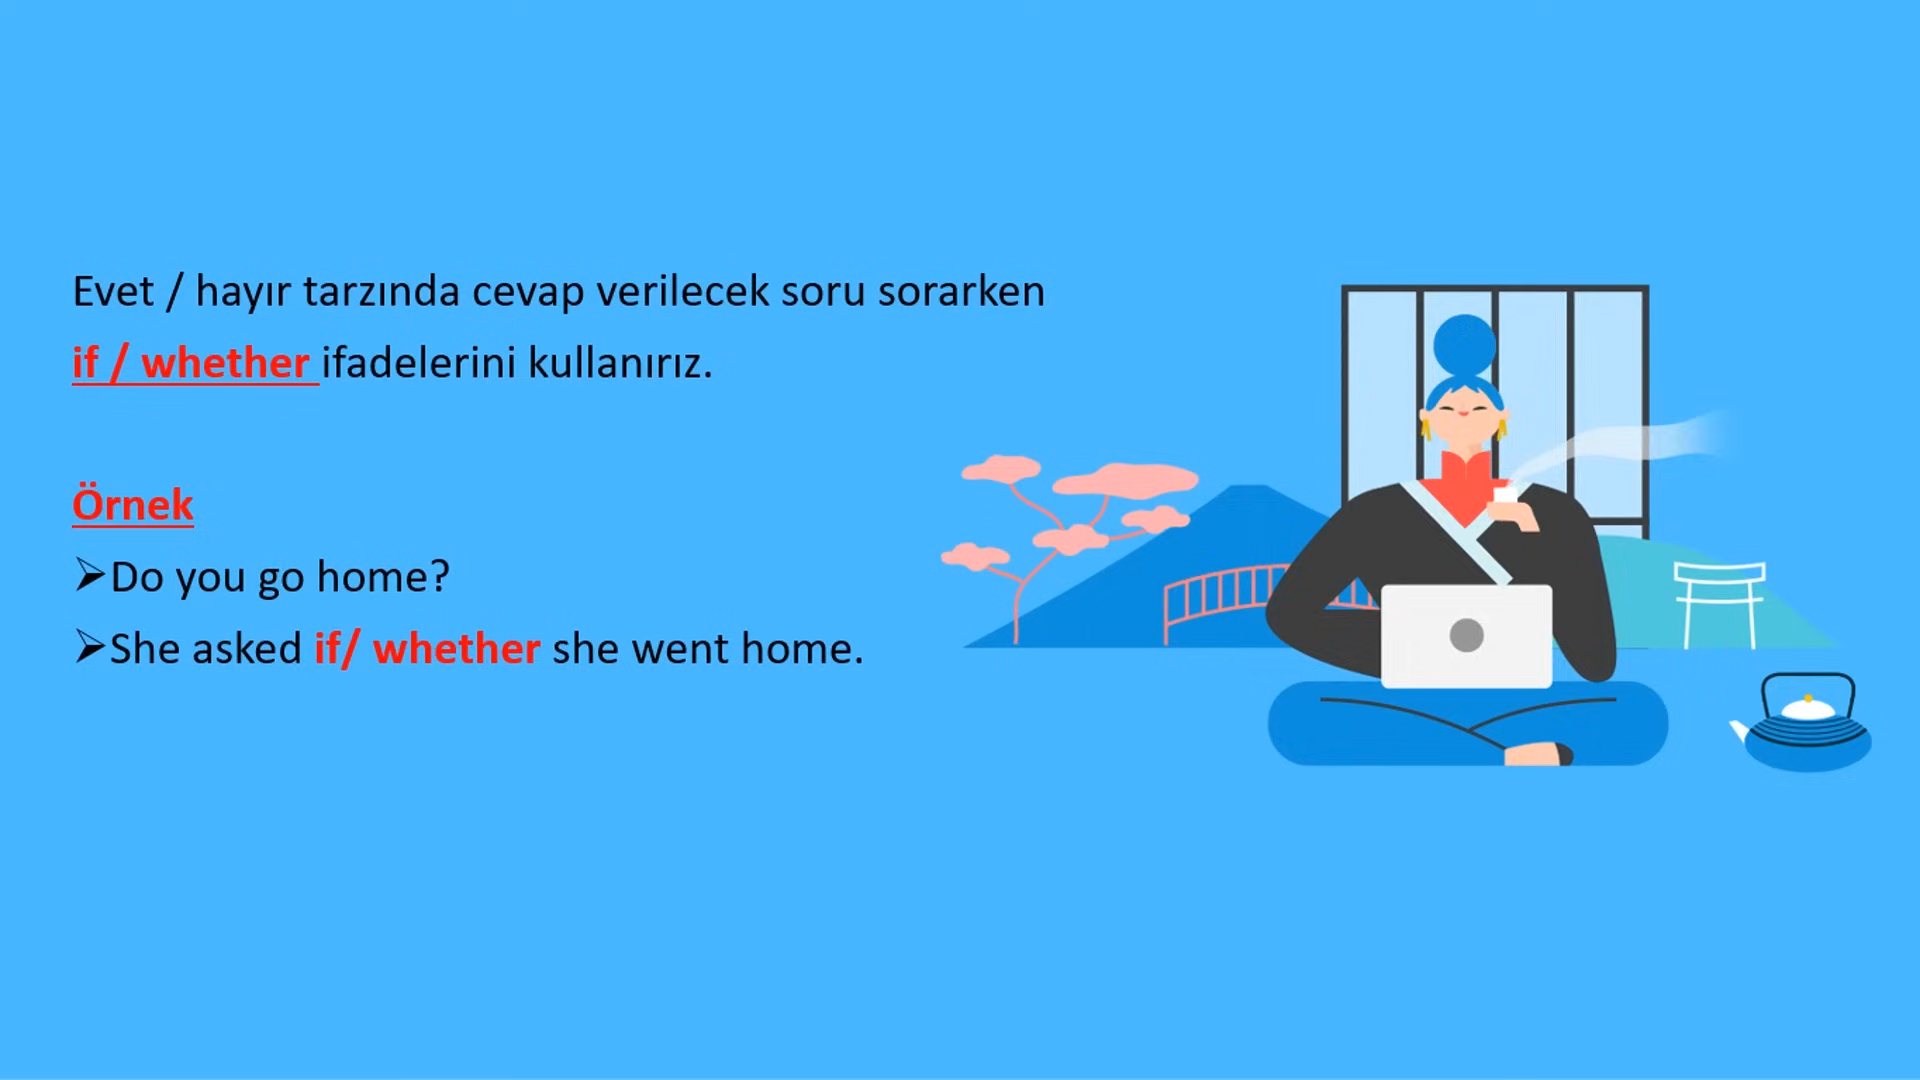 Evet / hayır tarzında cevap verilecek soru sorarken
if / whether ifadelerini kullanırız.
Örnek
➢Do you go home?
➢She asked if/ whether she went home.